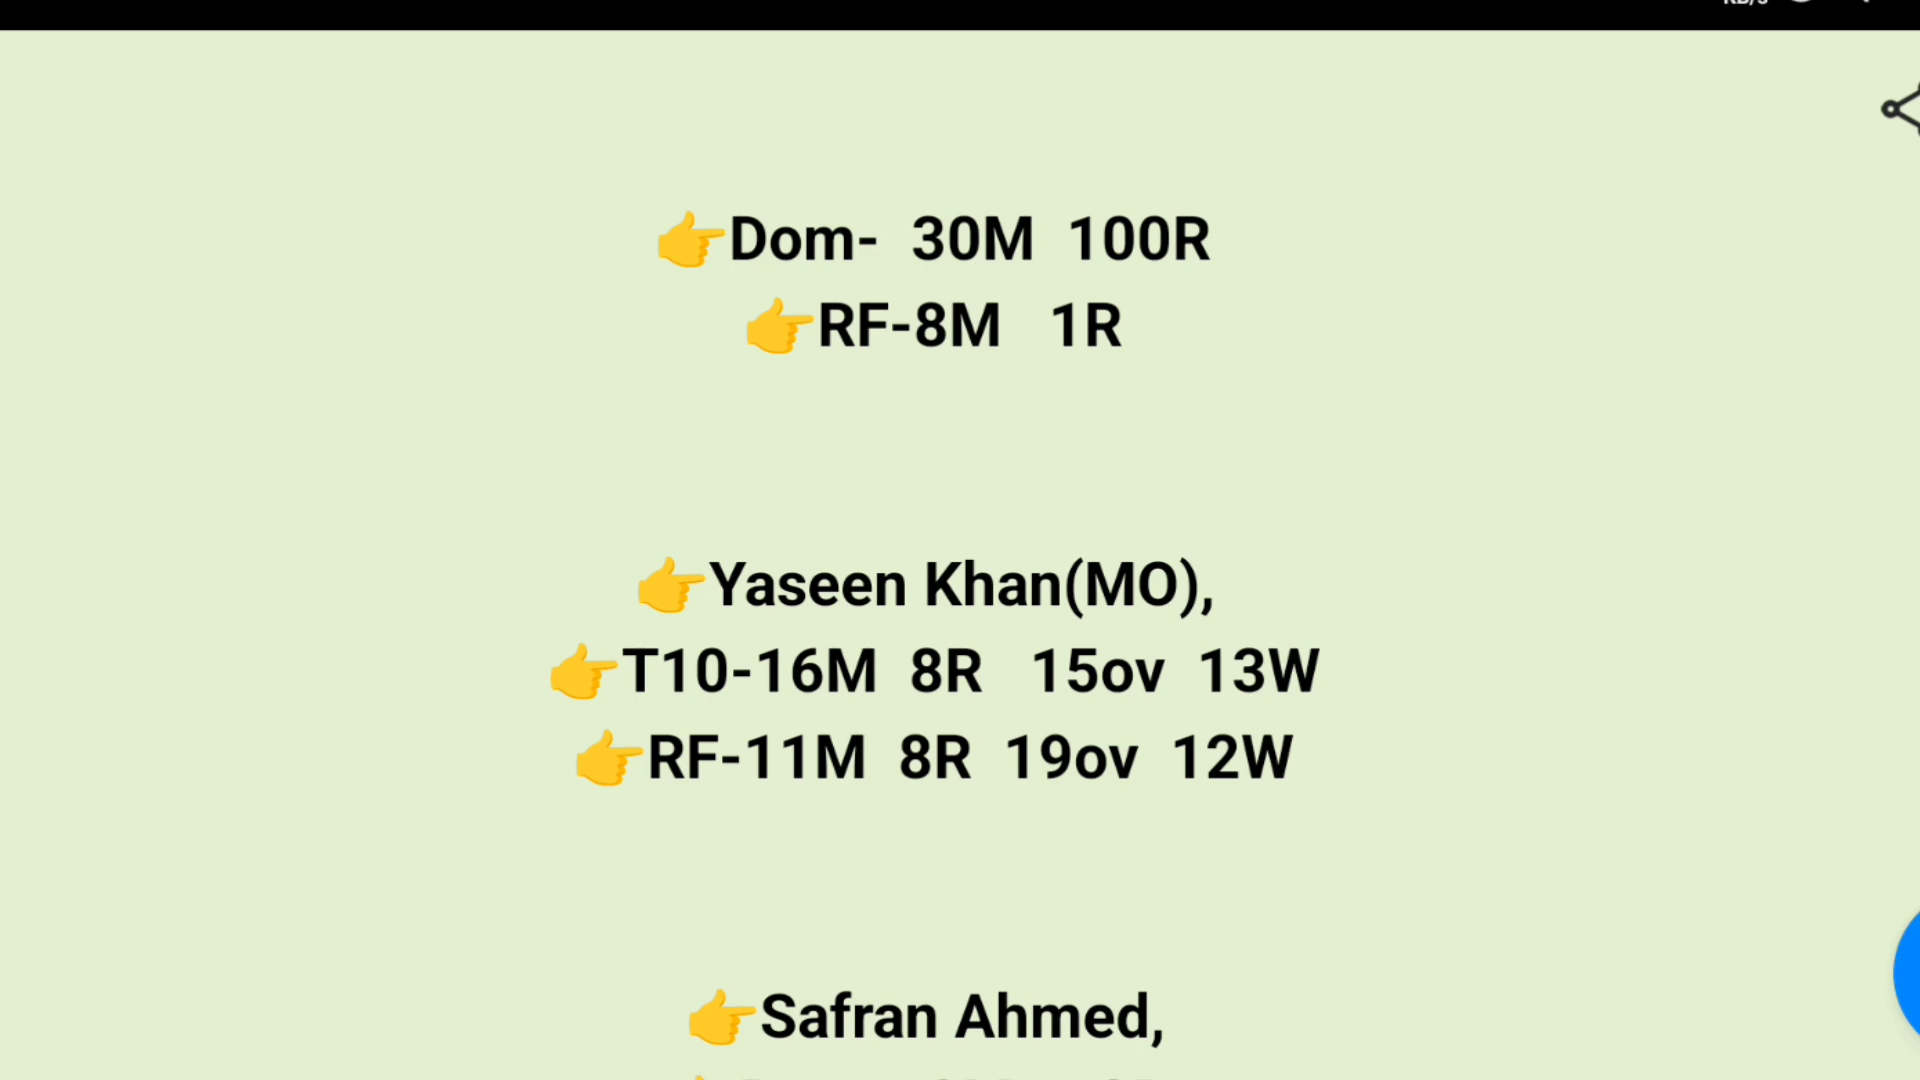 👉Dom- 30M 100R
👉RF-8M 1R
👉Yaseen Khan(MO),
👉T10-16M 8R 15ov 13W
👉RF-11M 8R 19ov 12W
👉Safran Ahmed,